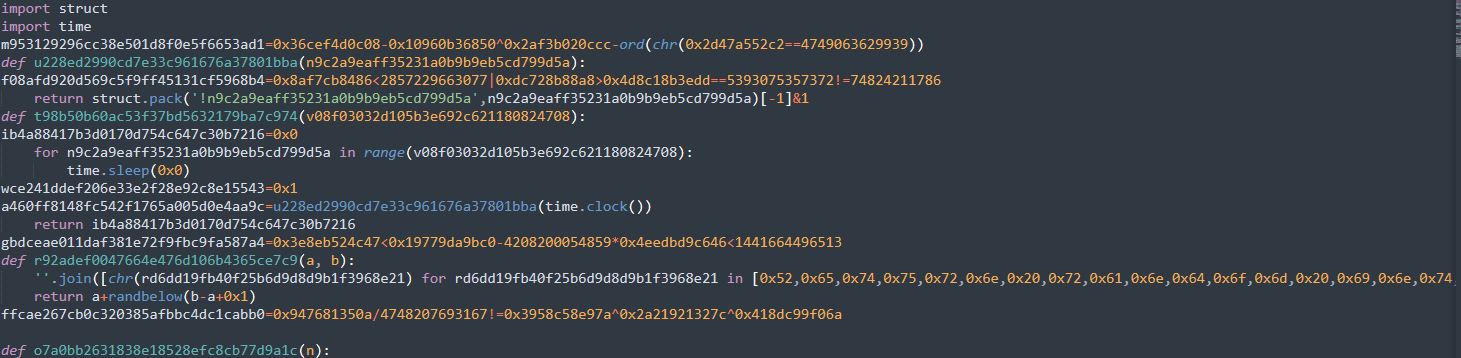 import struct
import time
m953129296cc38e501d8f0e5f6653ad1=0x36cef4d0c08-0x10960b36850^0x2af3b020ccc-ord(chr(0x2d47a552c2==4749063629939))
def u228ed2990cd7e33c961676a37801bba(n9c2a9eaff35231a0b9b9eb5cd799d5a):
f08afd920d569c5f9ff45131cf5968b4=0x8af7cb8486<2857229663077|0xdc728b88a8>0x4d8c18b3edd==5393075357372!=74824211786
    return struct.pack('!n9c2a9eaff35231a0b9b9eb5cd799d5a',n9c2a9eaff35231a0b9b9eb5cd799d5a)[-1]&1
def t98b50b60ac53f37bd5632179ba7c974(v08f03032d105b3e692c621180824708):
ib4a88417b3d0170d754c647c30b7216=0x0
    for n9c2a9eaff35231a0b9b9eb5cd799d5a in range(v08f03032d105b3e692c621180824708):
        time.sleep(0x0)
wce241ddef206e33e2f28e92c8e15543=0x1
a460ff8148fc542f1765a005d0e4aa9c=u228ed2990cd7e33c961676a37801bba(time.clock())
    return ib4a88417b3d0170d754c647c30b7216
gbdceae011daf381e72f9fbc9fa587a4=0x3e8eb524c47<0x19779da9bc0-4208200054859*0x4eedbd9c646<1441664496513
def r92adef0047664e476d106b4365ce7c9(a, b):
    ''.join([chr(rd6dd19fb40f25b6d9d8d9b1f3968e21) for rd6dd19fb40f25b6d9d8d9b1f3968e21 in [0x52,0x65,0x74,0x75,0x72,0x6e,0x20,0x72,0x61,0x6e,0x64,0x6f,0x6d,0x20,0x69,0x6e,0x74,
    return a+randbelow(b-a+0x1)
ffcae267cb0c320385afbbc4dc1cabb0=0x947681350a/4748207693167!=0x3958c58e97a^0x2a21921327c^0x418dc99f06a
def o7a0bb2631838e18528efc8cb77d9a1c(n):